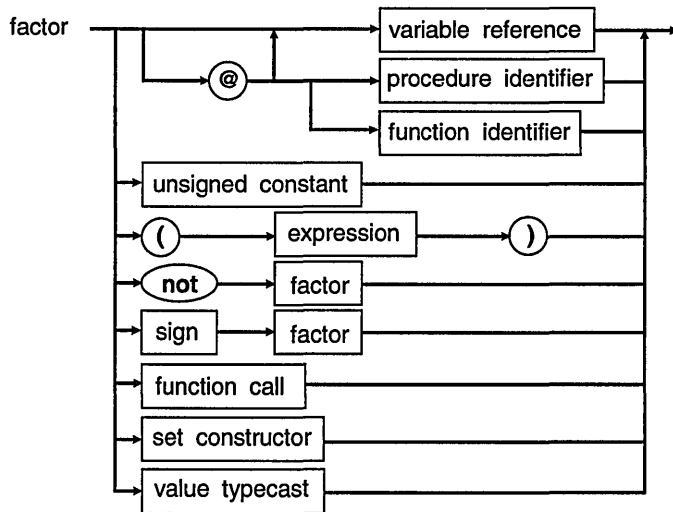 factor
variable reference
@
procedure identifier
function identifier
unsigned constant
( expression )
not factor
sign factor
function call
set constructor
value typecast